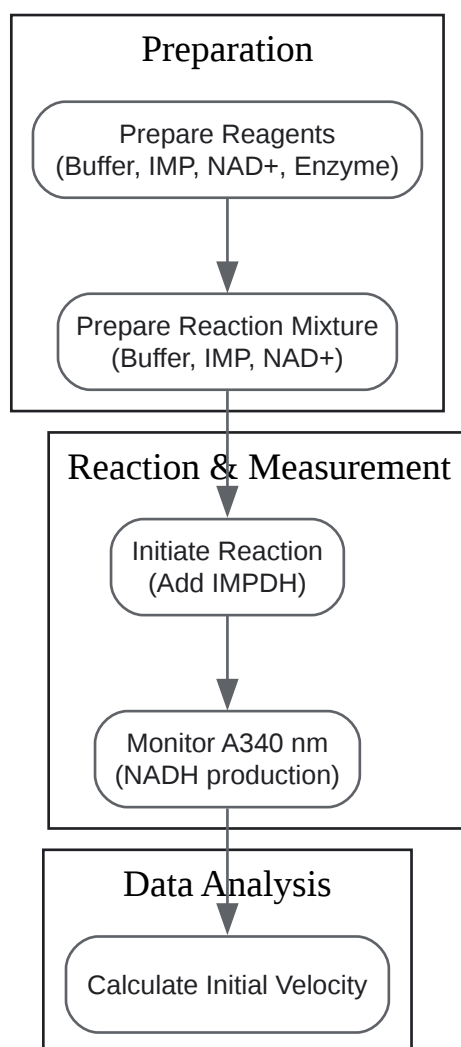 Preparation
Prepare Reagents
(Buffer, IMP, NAD+, Enzyme)
Prepare Reaction Mixture
(Buffer, IMP, NAD+)
Reaction & Measurement
Initiate Reaction
(Add IMPDH)
Monitor A340 nm
(NADH production)
Data Analysis
Calculate Initial Velocity